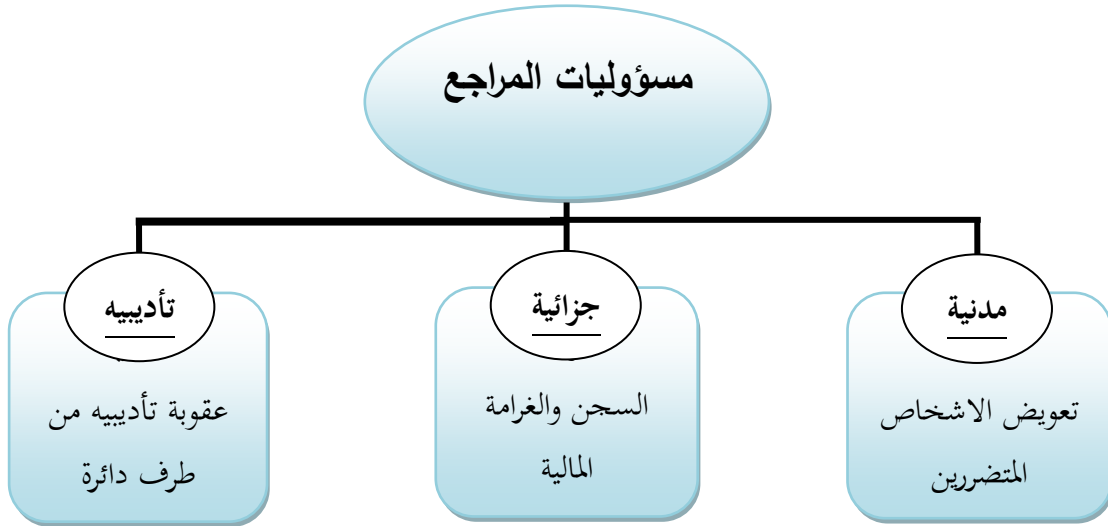 مسؤوليات المراجع
مدنية
تعويض الاشخاص
المتضررين
جزائية
السجن والغرامة
المالية
تأديبيه
عقوبة تأديبيه من
طرف دائرة